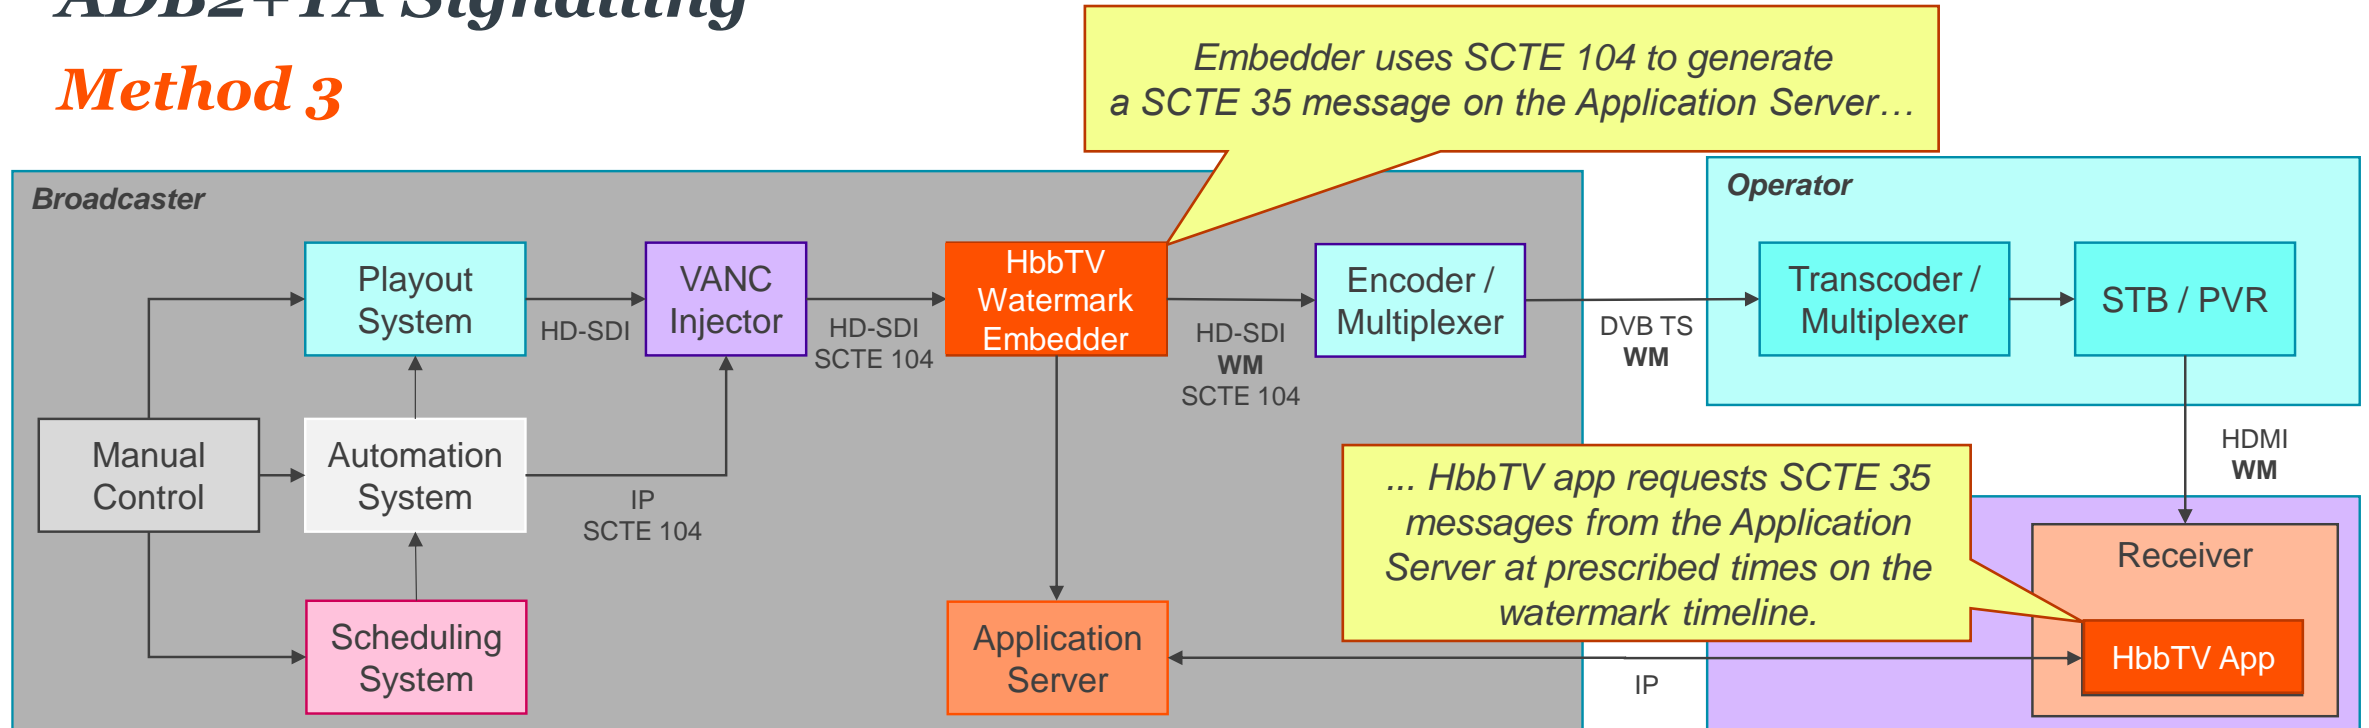 ADB2+TA Signalling
Method 3
Embedder uses SCTE 104 to generate
a SCTE 35 message on the Application Server…
Broadcaster
Operator
Playout
System
HD-SDI
VANC
Injector
HD-SDI
SCTE 104
HbbTV
Watermark
Embedder
HD-SDI
WM
SCTE 104
Encoder /
Multiplexer
DVB TS
WM
Transcoder /
Multiplexer
STB / PVR
HDMI
WM
Manual
Control
Automation
System
IP
SCTE 104
... HbbTV app requests SCTE 35
messages from the Application
Server at prescribed times on the
watermark timeline.
Receiver
Scheduling
System
Application
Server
IP
HbbTV App